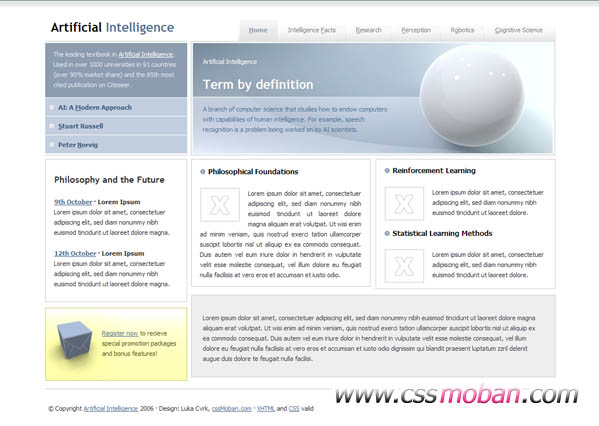 Artificial Intelligence
Home Intelligence Facts Research Perception Robotics Cognitive Science
The leading textbook in Artificial Intelligence.
Used in over 1000 universities in 91 countries
(over 90% market share) and the 85th most
cited publication on Citeseer.
AI: A Modern Approach
Stuart Russell
Peter Norvig
Artificial Intelligence
Term by definition
A branch of computer science that studies how to endow computers
with capabilities of human intelligence. For example, speech
recognition is a problem being worked on by AI scientists.
Philosophy and the Future
9th October • Lorem Ipsum
Lorem ipsum dolor sit amet, consectetuer
adipiscing elit, sed diam nonummy nibh
euismod tincidunt ut laoreet dolore magna.
12th October • Lorem Ipsum
Lorem ipsum dolor sit amet, consectetuer
adipiscing elit, sed diam nonummy nibh
euismod tincidunt ut laoreet dolore magna.
Philosophical Foundations
X
Lorem ipsum dolor sit amet, consectetuer
adipiscing elit, sed diam nonummy nibh
euismod tincidunt ut laoreet dolore
magna aliquam erat volutpat. Ut wisi enim
ad minim veniam, quis nostrud exerci tation ullamcorper
suscipit lobortis nisl ut aliquip ex ea commodo consequat.
Duis autem vel eum iriure dolor in hendrerit in vulputate
velit esse molestie consequat, vel illum dolore eu feugiat
nulla facilisis at vero eros et accumsan et iusto odio.
Reinforcement Learning
X
Lorem ipsum dolor sit amet, consectetuer
adipiscing elit, sed diam nonummy nibh
euismod tincidunt ut laoreet dolore.
Statistical Learning Methods
X
Lorem ipsum dolor sit amet, consectetuer
adipiscing elit, sed diam nonummy nibh
euismod tincidunt ut laoreet dolore.
Register now to recieve
special promotion packages
and bonus features!
Lorem ipsum dolor sit amet, consectetuer adipiscing elit, sed diam nonummy nibh euismod tincidunt ut laoreet dolore magna
aliquam erat volutpat. Ut wisi enim ad minim veniam, quis nostrud exerci tation ullamcorper suscipit lobortis nisl ut aliquip ex
ea commodo consequat. Duis autem vel eum iriure dolor in hendrerit in vulputate velit esse molestie consequat, vel illum
dolore eu feugiat nulla facilisis at vero eros et accumsan et iusto odio dignissim qui blandit praesent luptatum zzril delenit
augue duis dolore te feugait nulla facilisi.
www.cssmoban.com
© Copyright Artificial Intelligence 2006 • Design: Luka Cvrk, cssMoban.com • XHTML and CSS valid